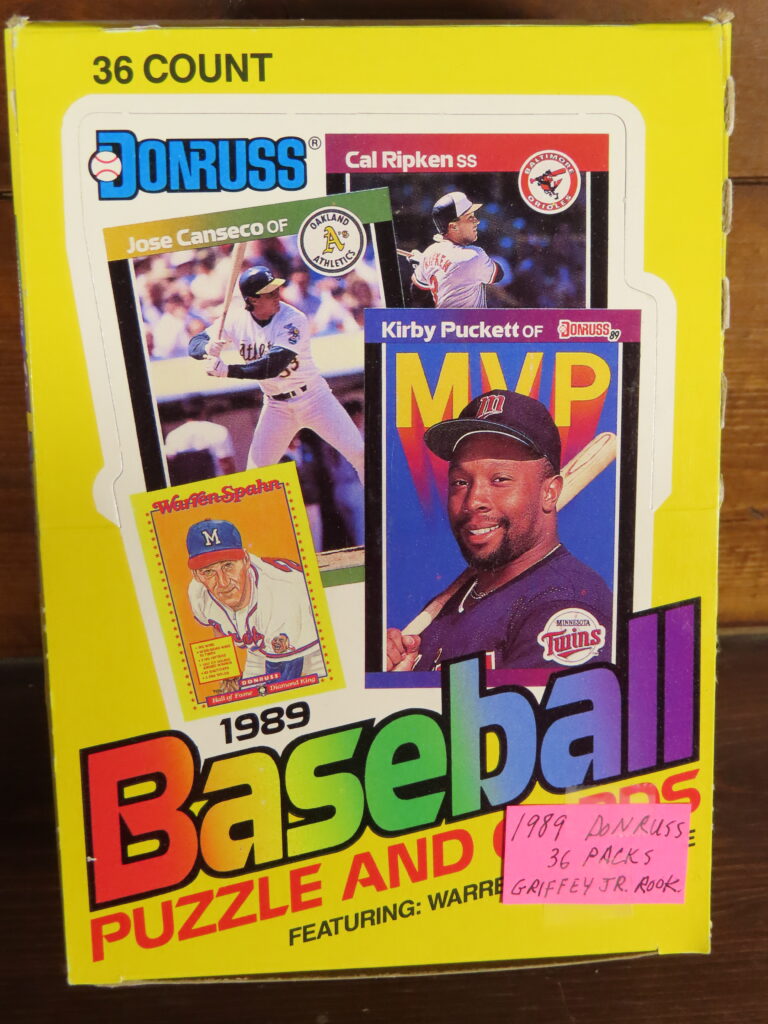 36 COUNT
DONRUSS®
Cal Ripken SS
BALTIMORE
ORIOLES
Jose Canseco OF
OAKLAND
A's
ATHLETICS
Kirby Puckett OF DONRUSS 89
MVP
m
Warren Spahn
M
MINNESOTA
Twins
DONRUSS
Hall of Fame Diamond King
1989
Baseball
PUZZLE AND
FEATURING:
1989 DONRUSS
36 PACKS
GRIFFEY JR. ROOK.